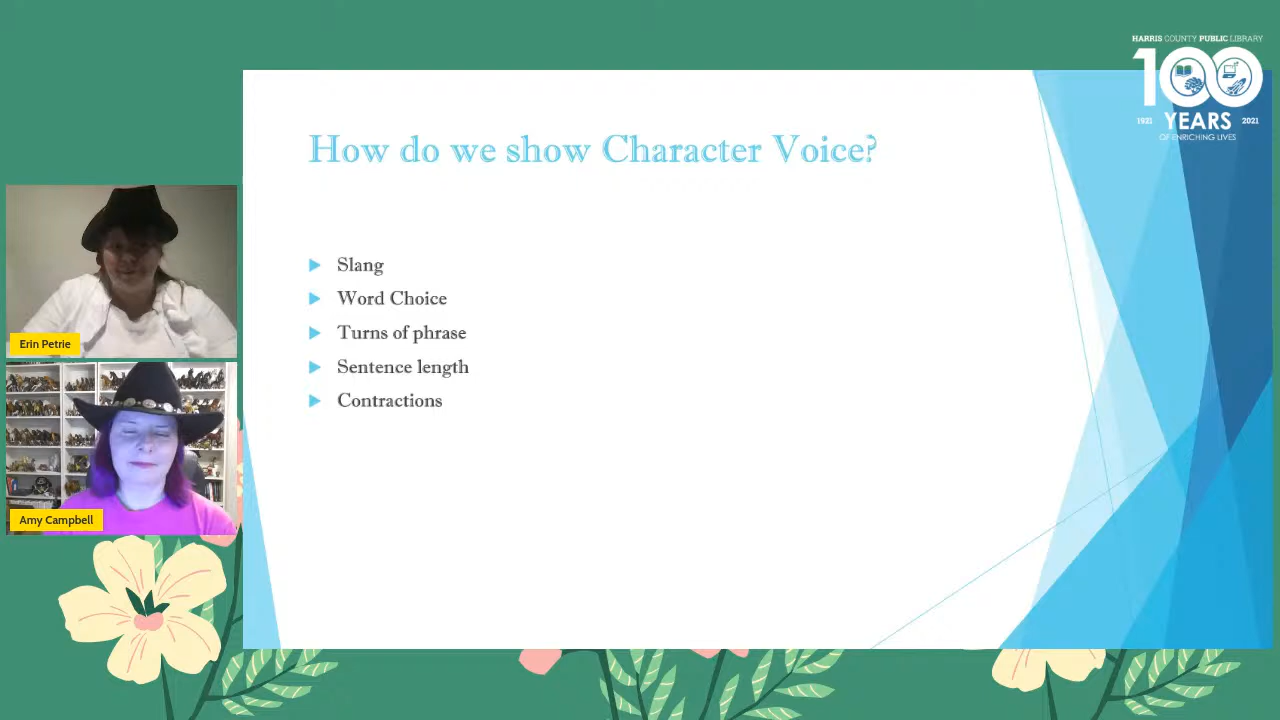 HARRIS COUNTY PUBLIC LIBRARY
100
1921 YEARS 2021
OF ENRICHING LIVES
How do we show Character Voice?
Slang
Word Choice
Turns of phrase
Sentence length
Contractions
Erin Petrie
Amy Campbell